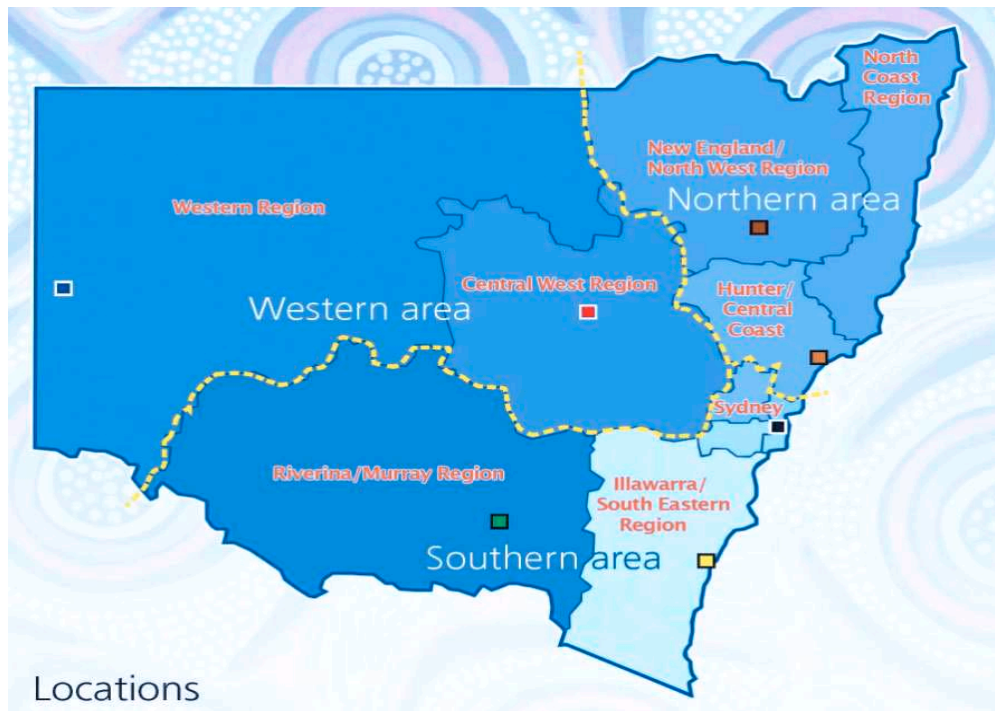 North
Coast
Region
New England/
North West Region
Northern area
Western Region
Central West Region
Hunter/
Central
Coast
Western area
Sydney
Riverina/Murray Region
Illawarra/
South Eastern
Region
Southern area
Locations